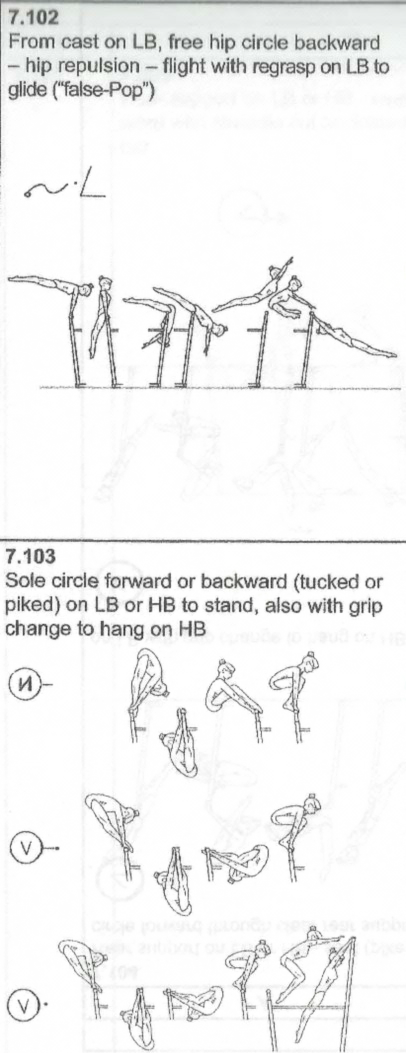 7.102
From cast on LB, free hip circle backward
– hip repulsion – flight with regrasp on LB to
glide ("false-Pop")
7.103
Sole circle forward or backward (tucked or
piked) on LB or HB to stand, also with grip
change to hang on HB